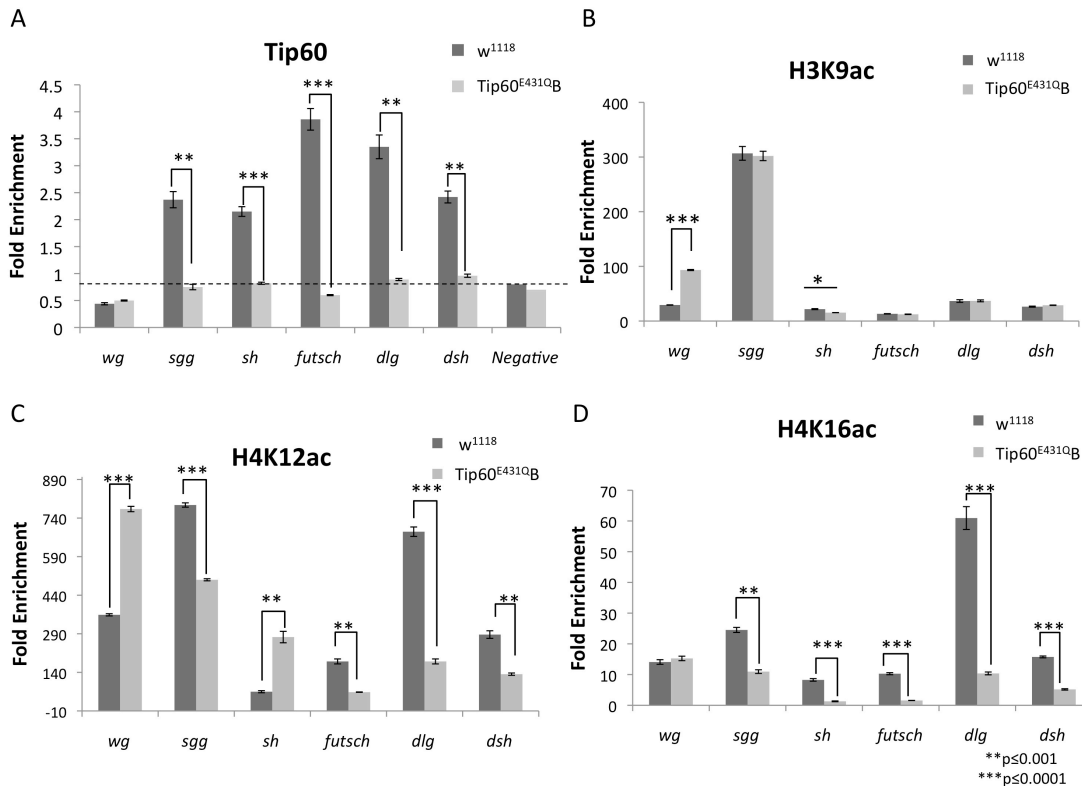 A
Tip60
w1118
Tip60E431QB
Fold Enrichment
4.5
4
3.5
3
2.5
2
1.5
1
0.5
0
**
***
***
**
**
wg sgg sh futsch dlg dsh Negative
B
H3K9ac
w1118
Tip60E431QB
Fold Enrichment
400
300
200
100
0
***
*
wg sgg sh futsch dlg dsh
C
H4K12ac
w1118
Tip60E431QB
Fold Enrichment
890
740
590
440
290
140
-10
***
***
**
**
***
**
wg sgg sh futsch dlg dsh
D
H4K16ac
w1118
Tip60E431QB
Fold Enrichment
70
60
50
40
30
20
10
0
**
***
***
***
***
wg sgg sh futsch dlg dsh
**p≤0.001
***p≤0.0001